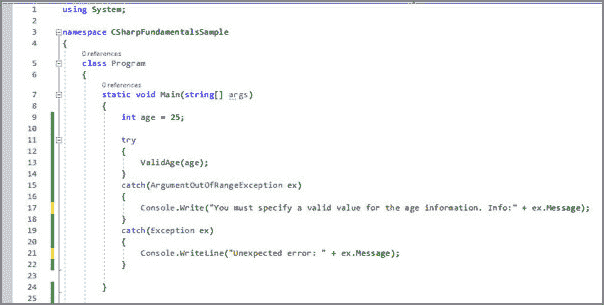 1 using System;
2
3 namespace CSharpFundamentalsSample
4 {
0 references
5 class Program
6 {
0 references
7 static void Main(string[] args)
8 {
9 int age = 25;
10
11 try
12 {
13 ValidAge(age);
14 }
15 catch(ArgumentOutOfRangeException ex)
16 {
17 Console.Write("You must specify a valid value for the age information. Info:" + ex.Message);
18 }
19 catch(Exception ex)
20 {
21 Console.WriteLine("Unexpected error: " + ex.Message);
22 }
23
24 }
25